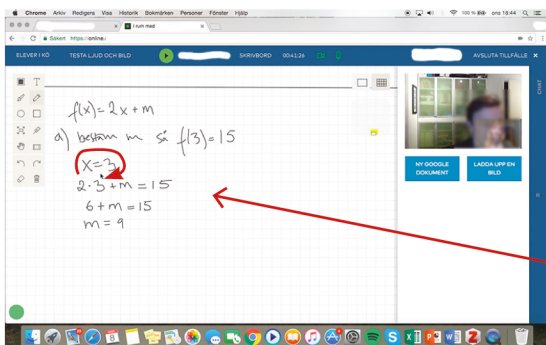 Chrome Arkiv Redigera Visa Historik Bokmärken Personer Fönster Hjälp
100 % ons 18:44
Säkert https://online.
ELEVER I KÖ TESTA LJUD OCH BILD SKRIVBORD 00:41:26 AVSLUTA TILLFÄLLE
CHAT
f(x) = 2x + m
a) bestäm m så f(3) = 15
x = 3
2 · 3 + m = 15
6 + m = 15
m = 9
NY GOOGLE DOKUMENT
LADDA UPP EN BILD